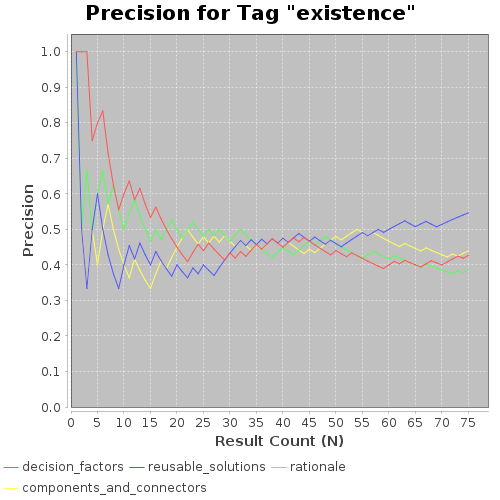 Precision for Tag "existence"
1.0
0.9
0.8
0.7
0.6
0.5
0.4
0.3
0.2
0.1
0.0
Precision
0 5 10 15 20 25 30 35 40 45 50 55 60 65 70 75
Result Count (N)
decision_factors reusable_solutions rationale
components_and_connectors